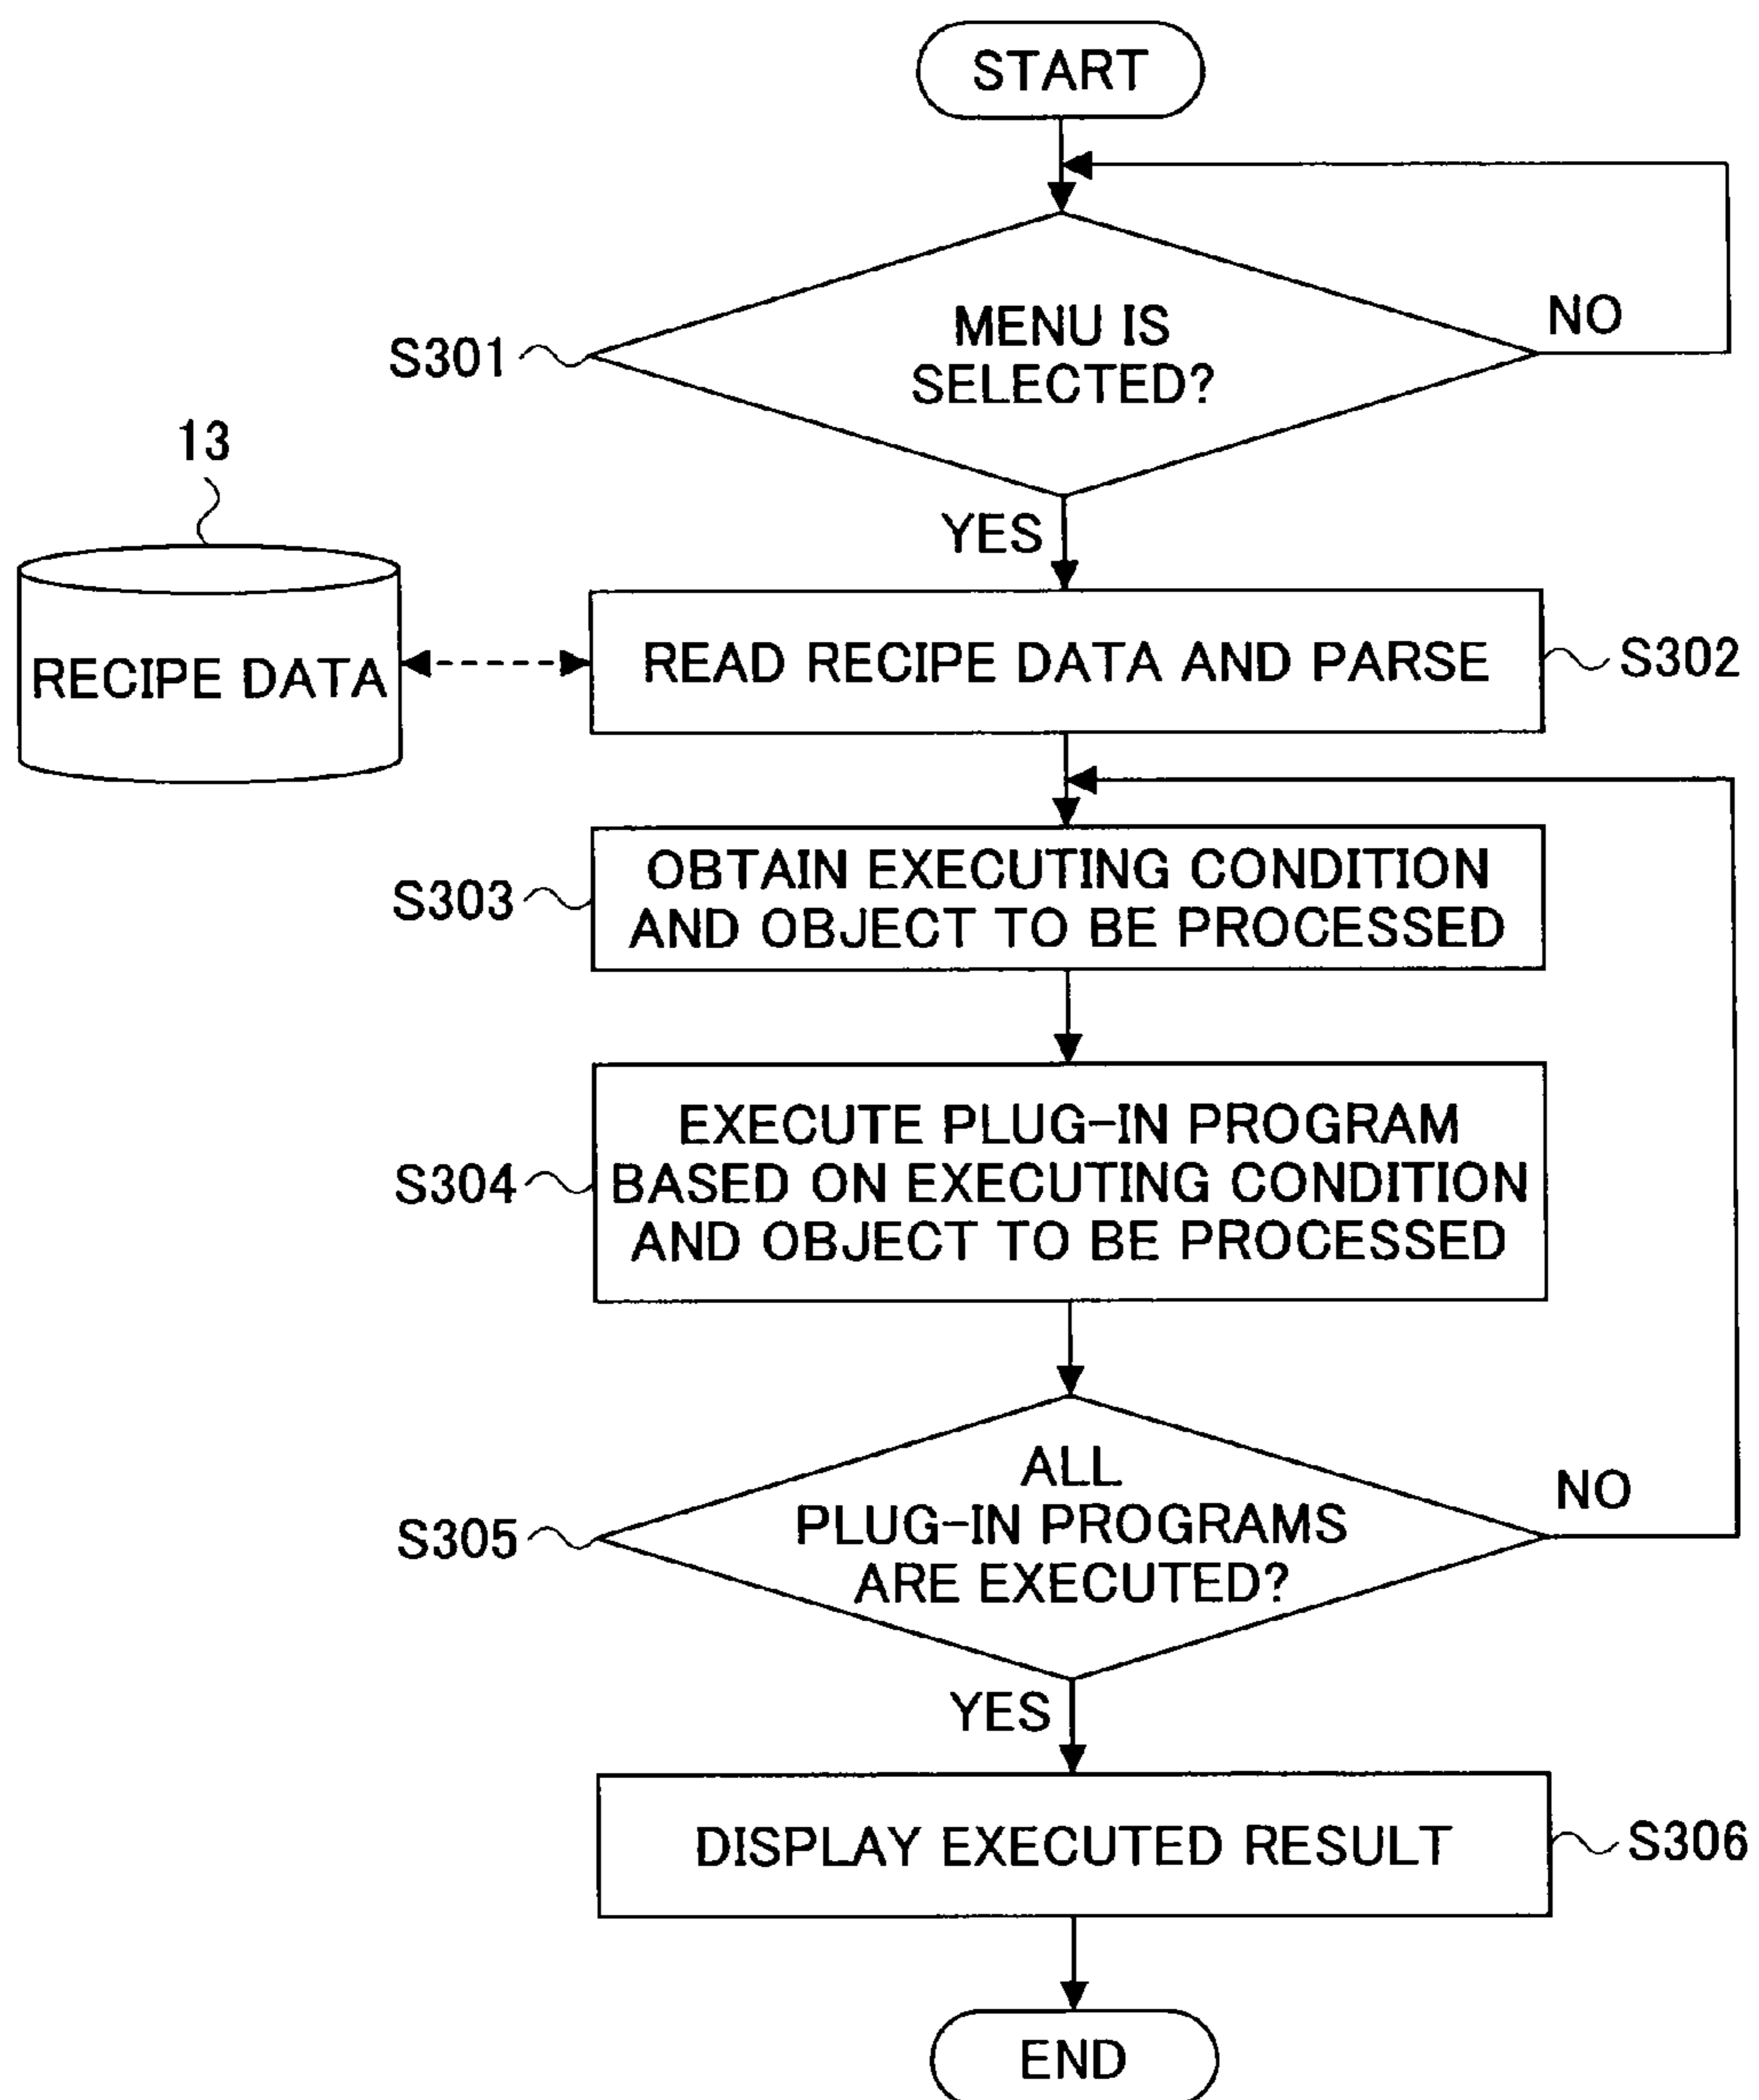 START
MENU IS
SELECTED?
NO
S301
13
YES
RECIPE DATA
READ RECIPE DATA AND PARSE
S302
S303
OBTAIN EXECUTING CONDITION
AND OBJECT TO BE PROCESSED
EXECUTE PLUG-IN PROGRAM
S304
BASED ON EXECUTING CONDITION
AND OBJECT TO BE PROCESSED
ALL
PLUG-IN PROGRAMS
ARE EXECUTED?
NO
S305
YES
DISPLAY EXECUTED RESULT
S306
END